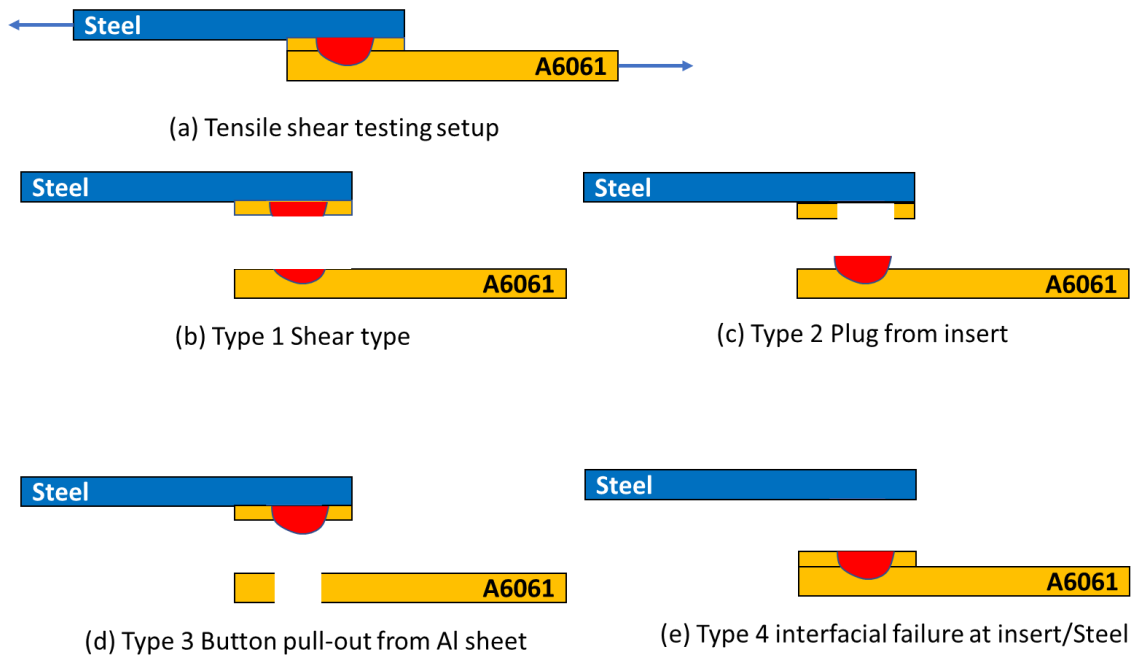 Steel
A6061
(a) Tensile shear testing setup
Steel
A6061
(b) Type 1 Shear type
Steel
A6061
(c) Type 2 Plug from insert
Steel
A6061
(d) Type 3 Button pull-out from Al sheet
Steel
A6061
(e) Type 4 interfacial failure at insert/Steel